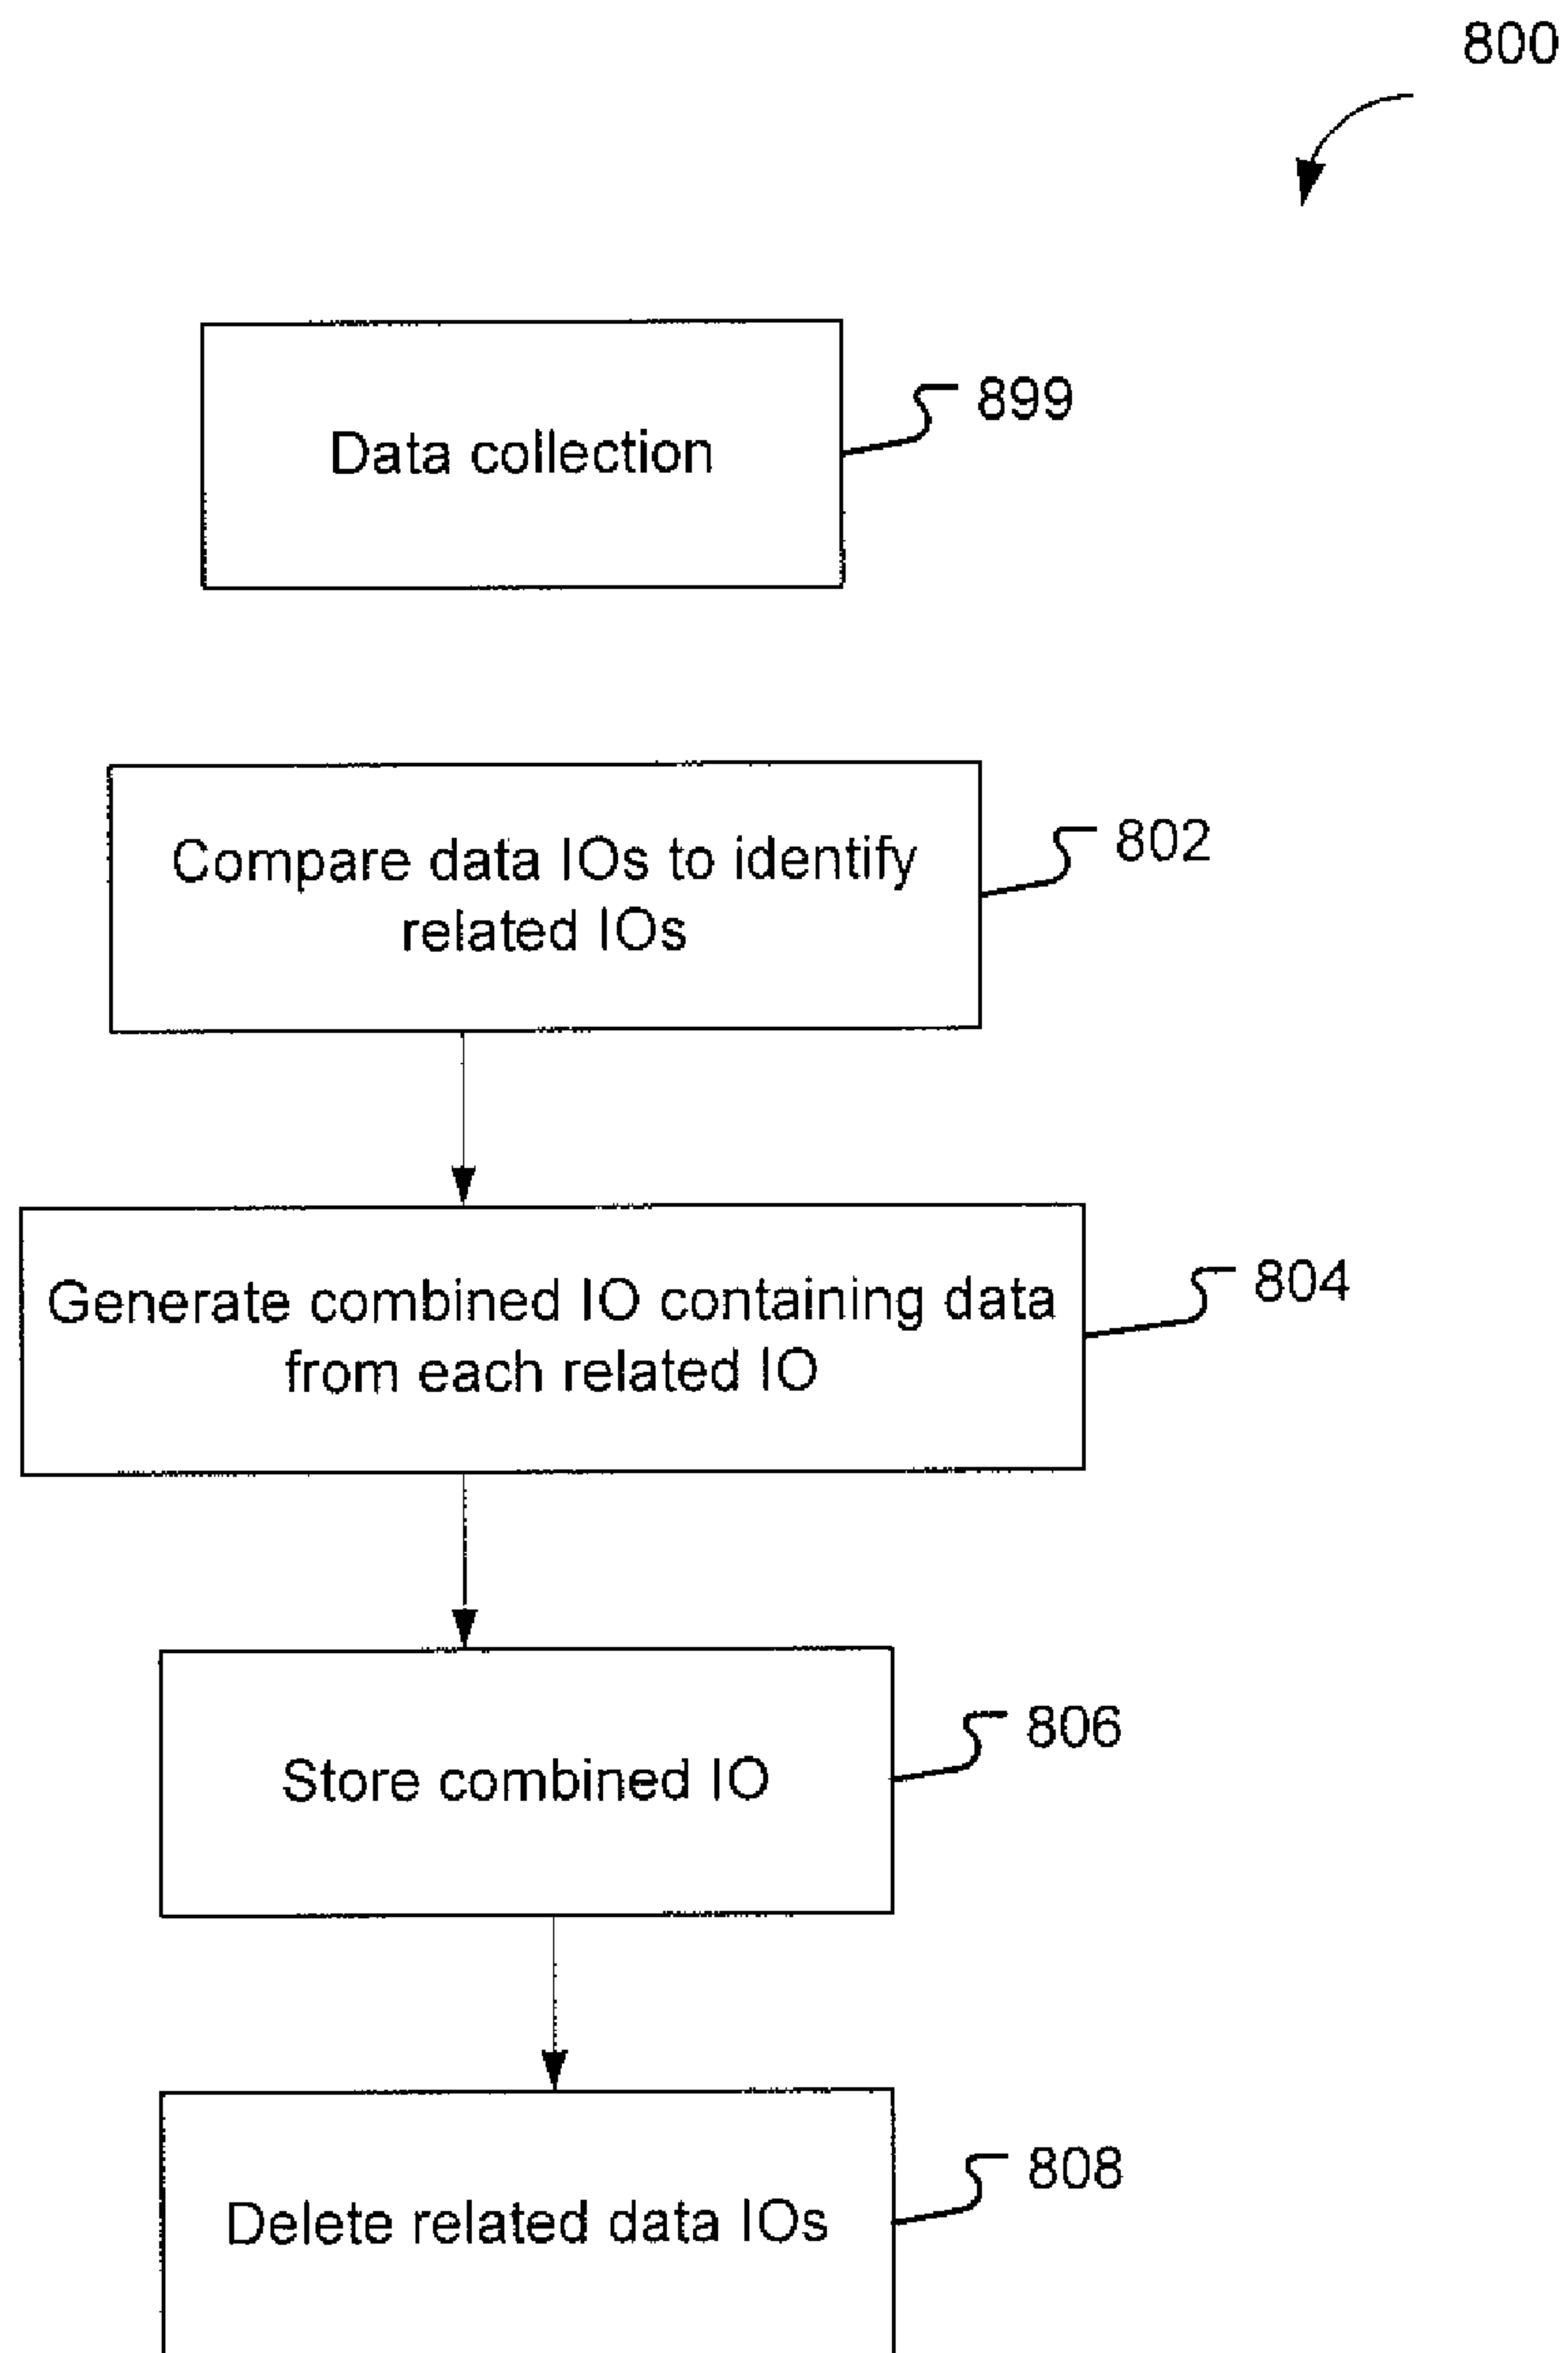 800
Data collection
899
Compare data IOs to identify
related IOs
802
Generate combined IO containing data
from each related IO
804
Store combined IO
806
Delete related data IOs
808